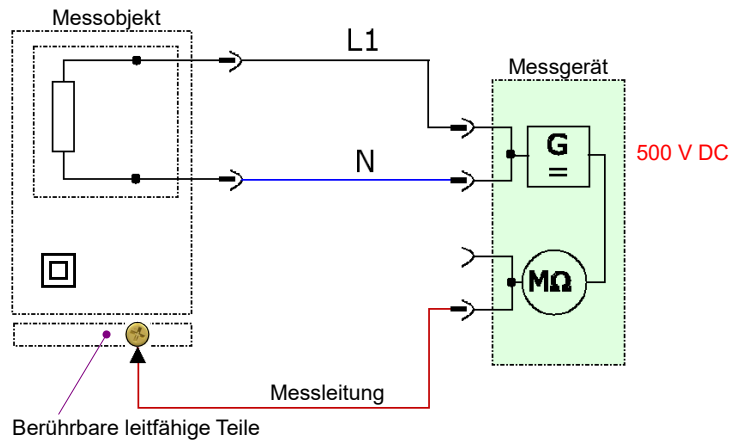 Messobjekt
L1
Messgerät
G
=
500 V DC
N
MΩ
Messleitung
Berührbare leitfähige Teile